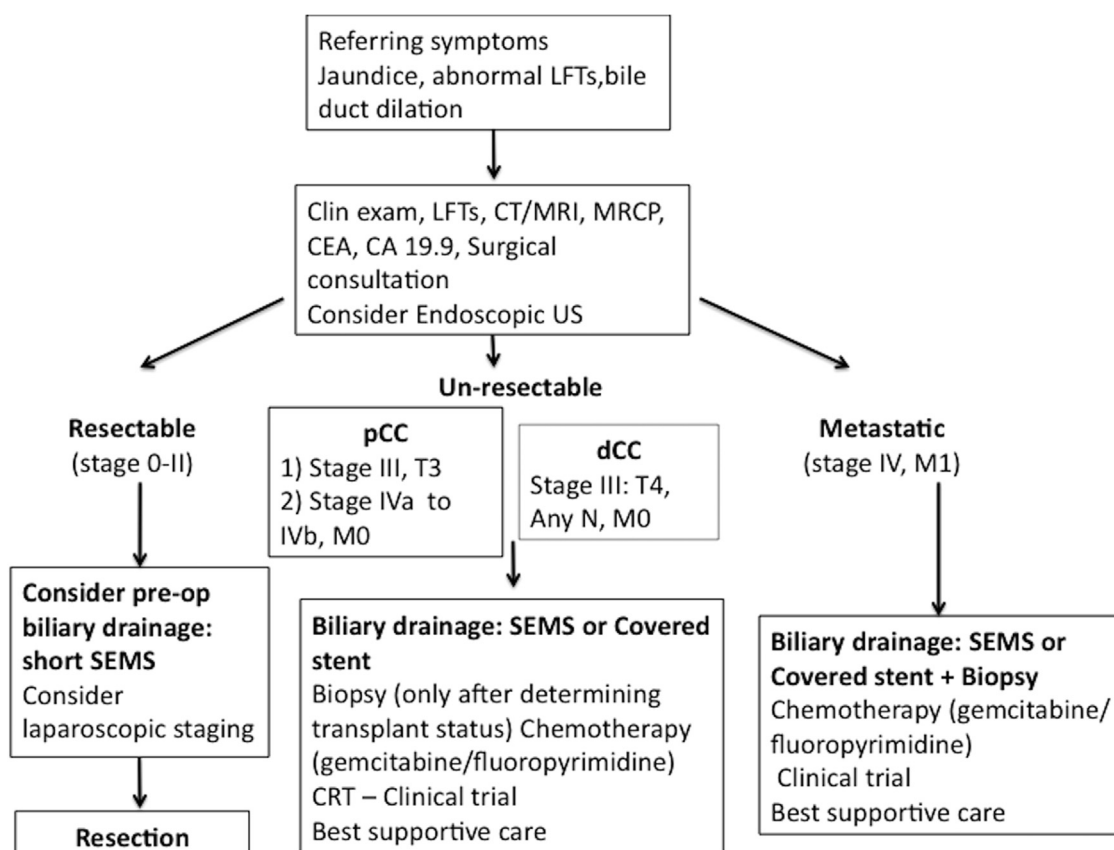 Referring symptoms
Jaundice, abnormal LFTs,bile
duct dilation
Clin exam, LFTs, CT/MRI, MRCP,
CEA, CA 19.9, Surgical
consultation
Consider Endoscopic US
Un-resectable
Resectable
(stage 0-II)
pCC
1) Stage III, T3
2) Stage IVa to
IVb, M0
dCC
Stage III: T4,
Any N, M0
Metastatic
(stage IV, M1)
Consider pre-op
biliary drainage:
short SEMS
Consider
laparoscopic staging
Resection
Biliary drainage: SEMS or Covered
stent
Biopsy (only after determining
transplant status) Chemotherapy
(gemcitabine/fluoropyrimidine)
CRT – Clinical trial
Best supportive care
Biliary drainage: SEMS or
Covered stent + Biopsy
Chemotherapy (gemcitabine/
fluoropyrimidine)
Clinical trial
Best supportive care